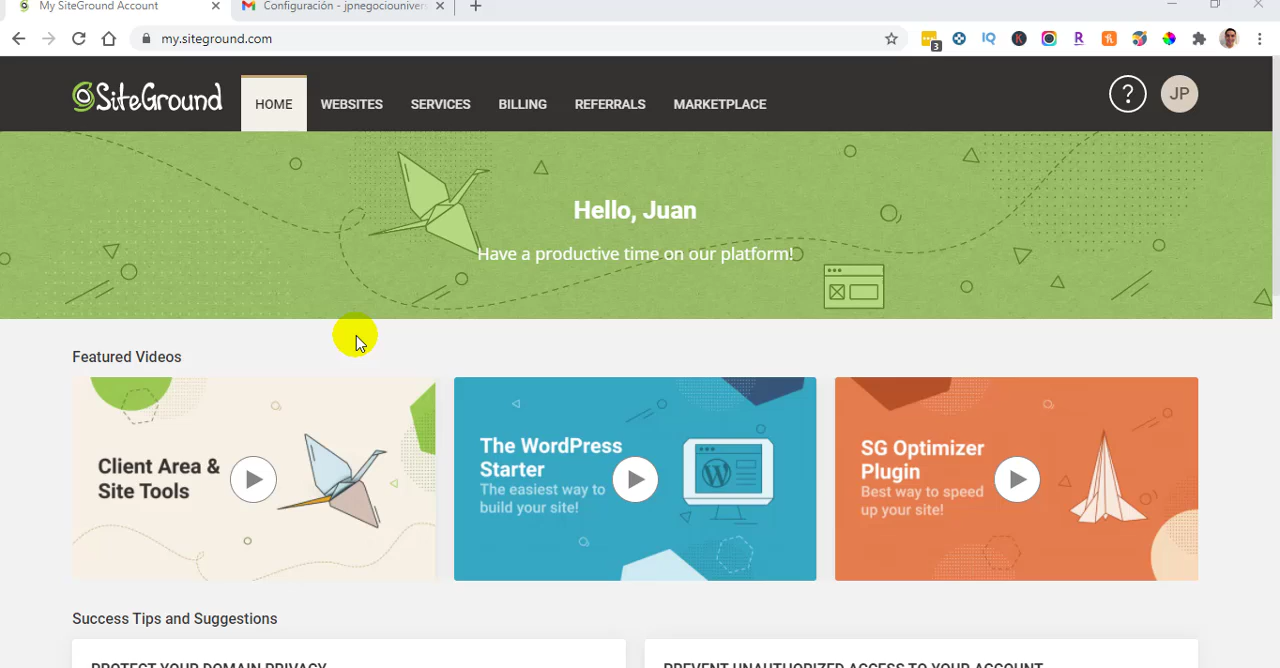 My SiteGround Account
Configuración - jpnegociouniver
my.siteground.com
3
SiteGround
HOME
WEBSITES
SERVICES
BILLING
REFERRALS
MARKETPLACE
?
JP
Hello, Juan
Have a productive time on our platform!
Featured Videos
Client Area &
Site Tools
The WordPress
Starter
The easiest way to
build your site!
SG Optimizer
Plugin
Best way to speed
up your site!
Success Tips and Suggestions
PROTECT YOUR DOMAIN PRIVACY
PREVENT UNAUTHORIZED ACCESS TO YOUR ACCOUNT